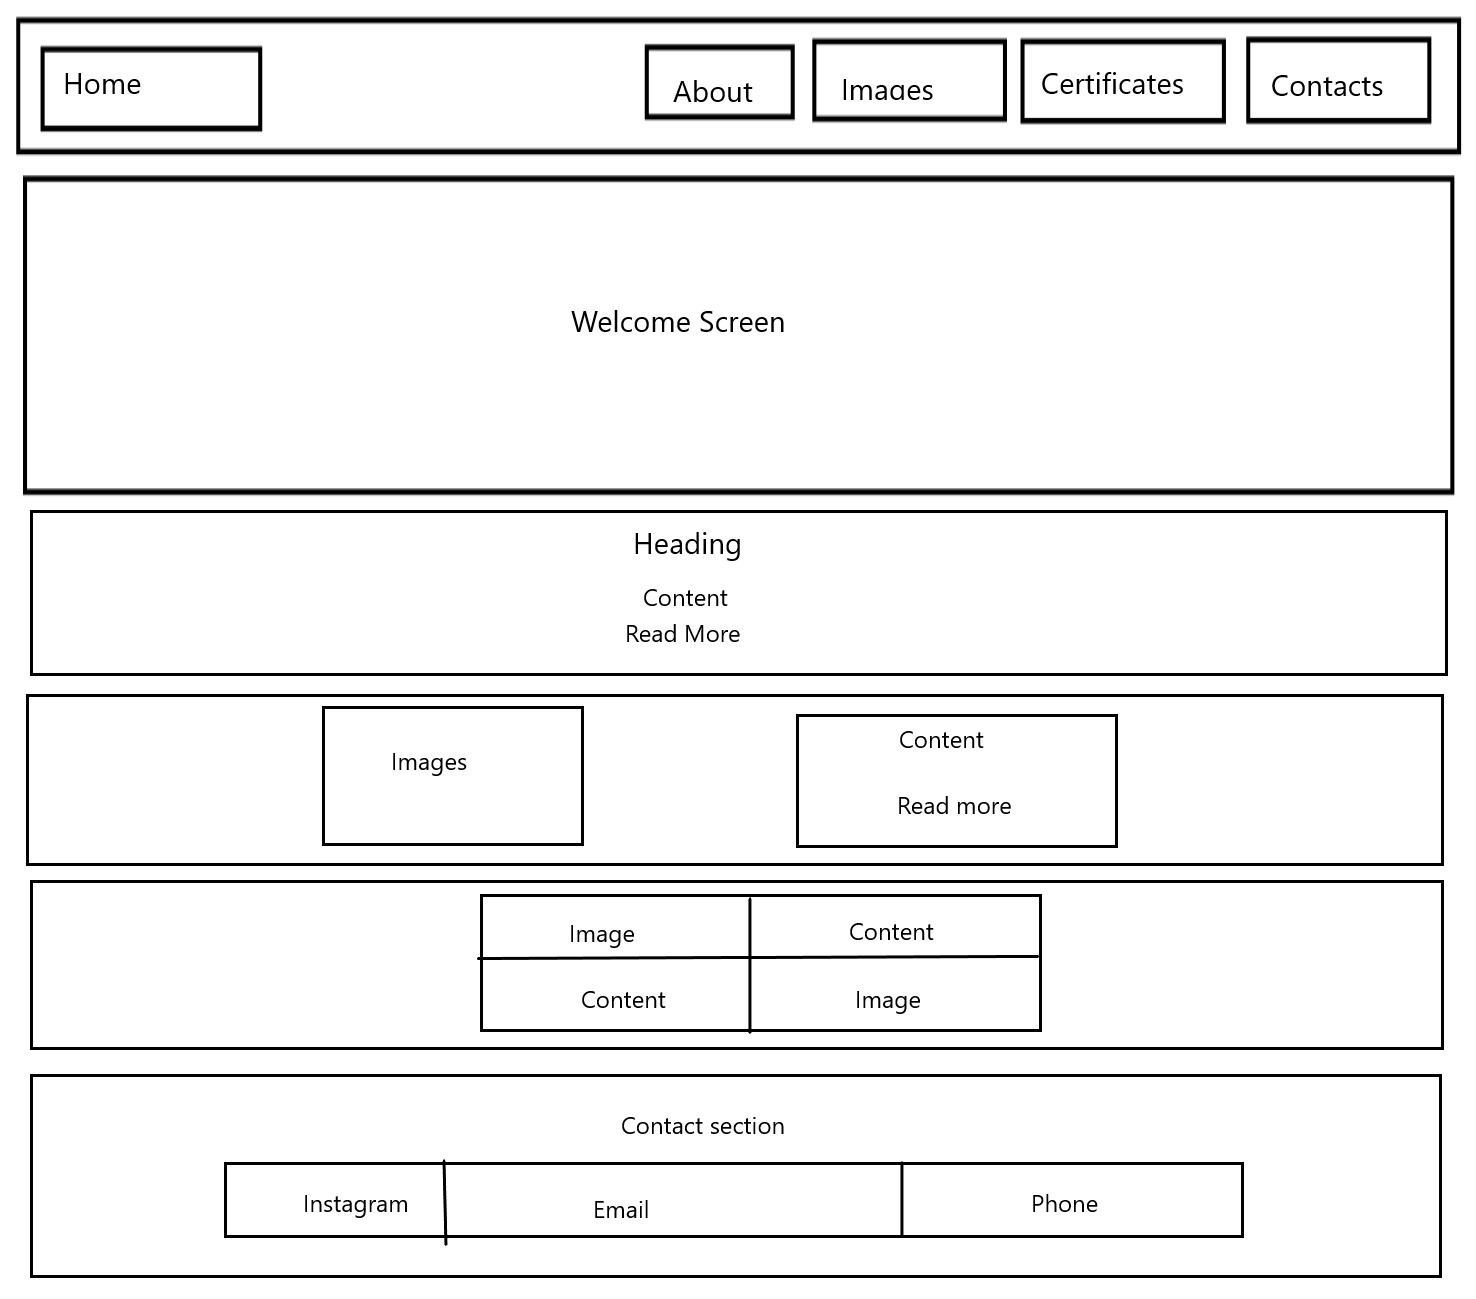 Home
About
Images
Certificates
Contacts
Welcome Screen
Heading
Content
Read More
Images
Content
Read more
Image
Content
Content
Image
Contact section
Instagram
Email
Phone